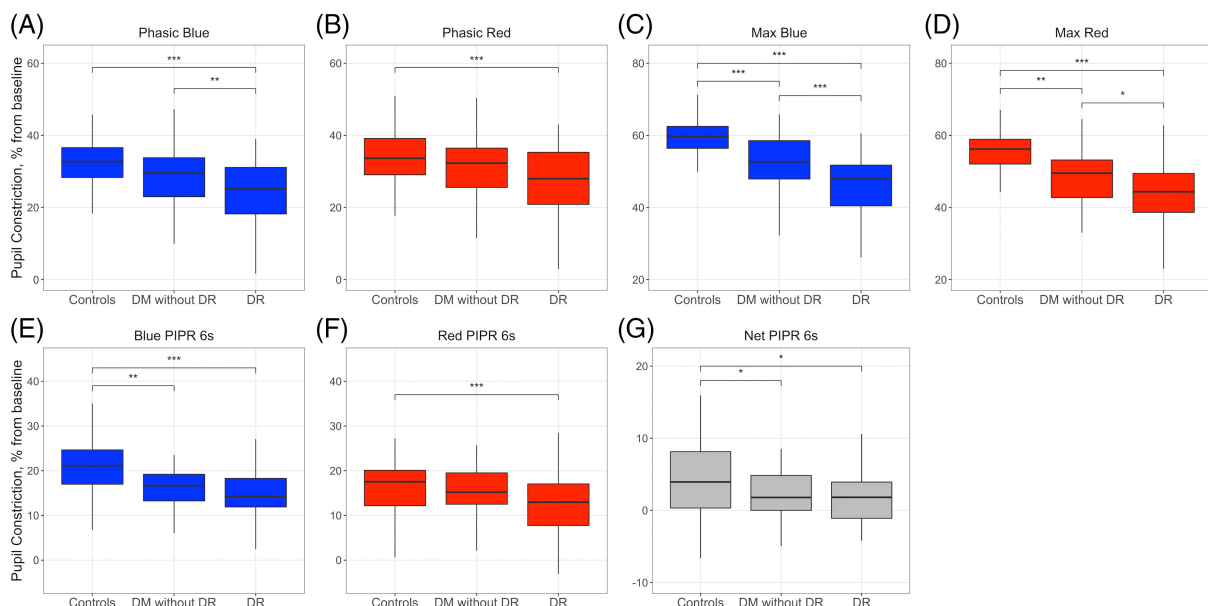 (A) Phasic Blue
(B) Phasic Red
(C) Max Blue
(D) Max Red
Pupil Constriction, % from baseline
60
40
20
0
***
**
Controls DM without DR DR
60
40
20
0
***
Controls DM without DR DR
80
60
40
20
***
***
***
Controls DM without DR DR
80
60
40
20
***
**
*
Controls DM without DR DR
(E) Blue PIPR 6s
(F) Red PIPR 6s
(G) Net PIPR 6s
Pupil Constriction, % from baseline
40
30
20
10
0
***
**
Controls DM without DR DR
40
30
20
10
0
***
Controls DM without DR DR
20
10
0
-10
*
*
Controls DM without DR DR